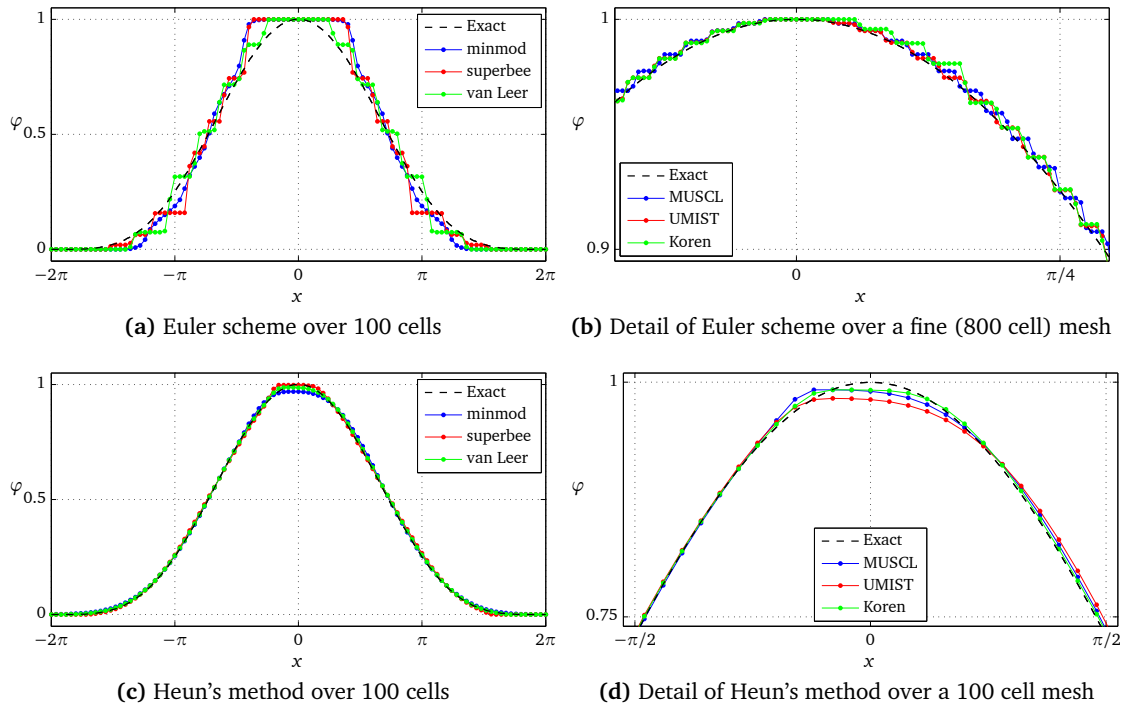 1
0.5
0
φ
−2π
−π
0
π
2π
x
Exact
minmod
superbee
van Leer
(a) Euler scheme over 100 cells
1
0.9
φ
0
π/4
x
Exact
MUSCL
UMIST
Koren
(b) Detail of Euler scheme over a fine (800 cell) mesh
1
0.5
0
φ
−2π
−π
0
π
2π
x
Exact
minmod
superbee
van Leer
(c) Heun's method over 100 cells
1
0.75
φ
−π/2
0
π/2
x
Exact
MUSCL
UMIST
Koren
(d) Detail of Heun's method over a 100 cell mesh